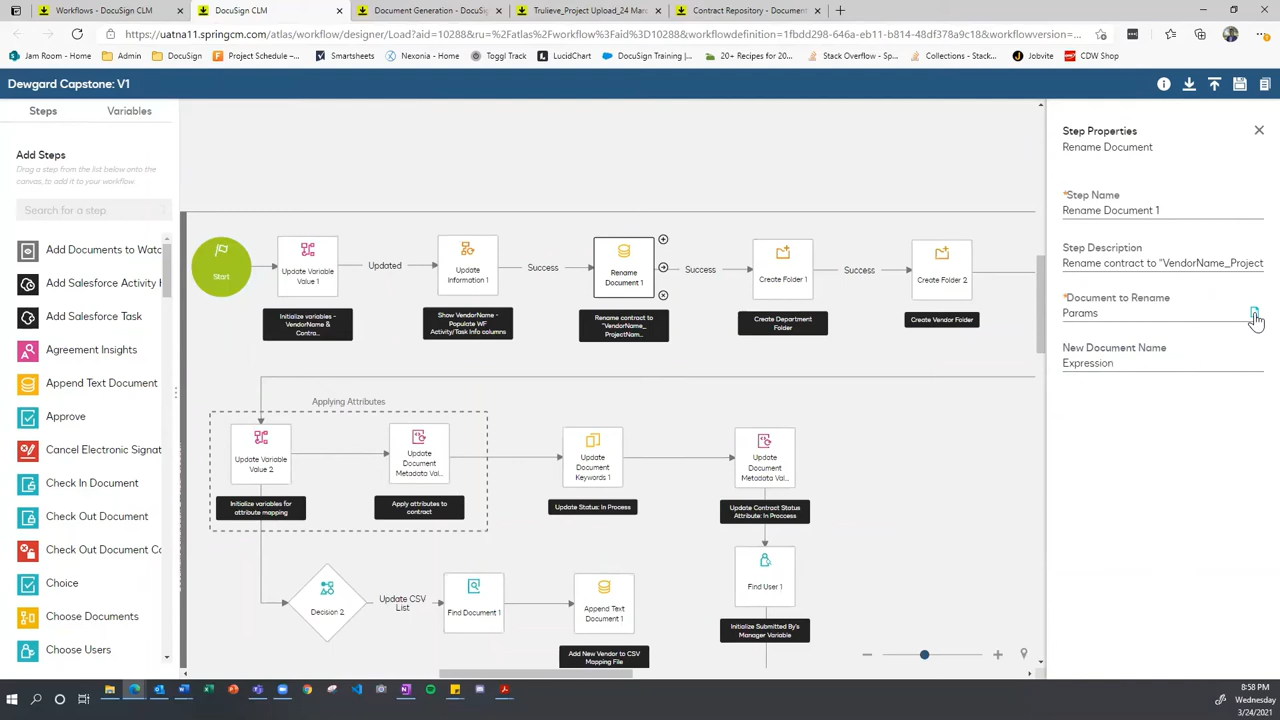 Workflows - DocuSign CLM
DocuSign CLM
Document Generation - DocuSig
Trulieve_Project Upload_24 Marc
Contract Repository - Document
https://uatna11.springcm.com/atlas/workflow/designer/Load?aid=10288&ru=%2Fatlas%2Fworkflow%3Faid%3D10288&workflowdefinition=1fbdd298-646a-eb11-b814-48df378a9c18&workflowversion=...
Jam Room - Home
Admin
DocuSign
Project Schedule –...
Smartsheet
Nexonia - Home
Toggl Track
LucidChart
DocuSign Training |...
20+ Recipes for 20...
Stack Overflow - Sp...
Collections - Stack...
Jobvite
CDW Shop
Dewgard Capstone: V1
Steps
Variables
Add Steps
Drag a step from the list below onto the
canvas, to add it to your workflow.
Search for a step
Add Documents to Watc
Add Salesforce Activity H
Add Salesforce Task
Agreement Insights
Append Text Document
Approve
Cancel Electronic Signat
Check In Document
Check Out Document
Check Out Document Co
Choice
Choose Documents
Choose Users
Start
Update Variable
Value 1
Initialize variables -
VendorName &
Contro...
Updated
Update
Information 1
Show VendorName -
Populate WF
Activity/Task Info columns
Success
Rename
Document 1
Rename contract to
"VendorName_
ProjectNam...
Success
Create Folder 1
Create Department
Folder
Success
Create Folder 2
Create Vendor Folder
Applying Attributes
Update Variable
Value 2
Initialize variables for
attribute mapping
Update
Document
Metadata Val...
Apply attributes to
contract
Update
Document
Keywords 1
Update Status: In Process
Update
Document
Metadata Val...
Update Contract Status
Attribute: In Proccess
Decision 2
Update CSV
List
Find Document 1
Append Text
Document 1
Add New Vendor to CSV
Mapping File
Find User 1
Initialize Submitted By's
Manager Variable
Step Properties
Rename Document
*Step Name
Rename Document 1
Step Description
Rename contract to "VendorName_Project
*Document to Rename
Params
New Document Name
Expression
8:58 PM
Wednesday
3/24/2021